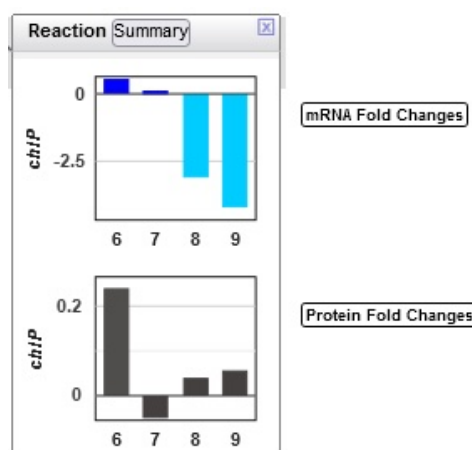 Reaction Summary
x
0
-2.5
chlP
6 7 8 9
mRNA Fold Changes
0.2
0
chlP
6 7 8 9
Protein Fold Changes